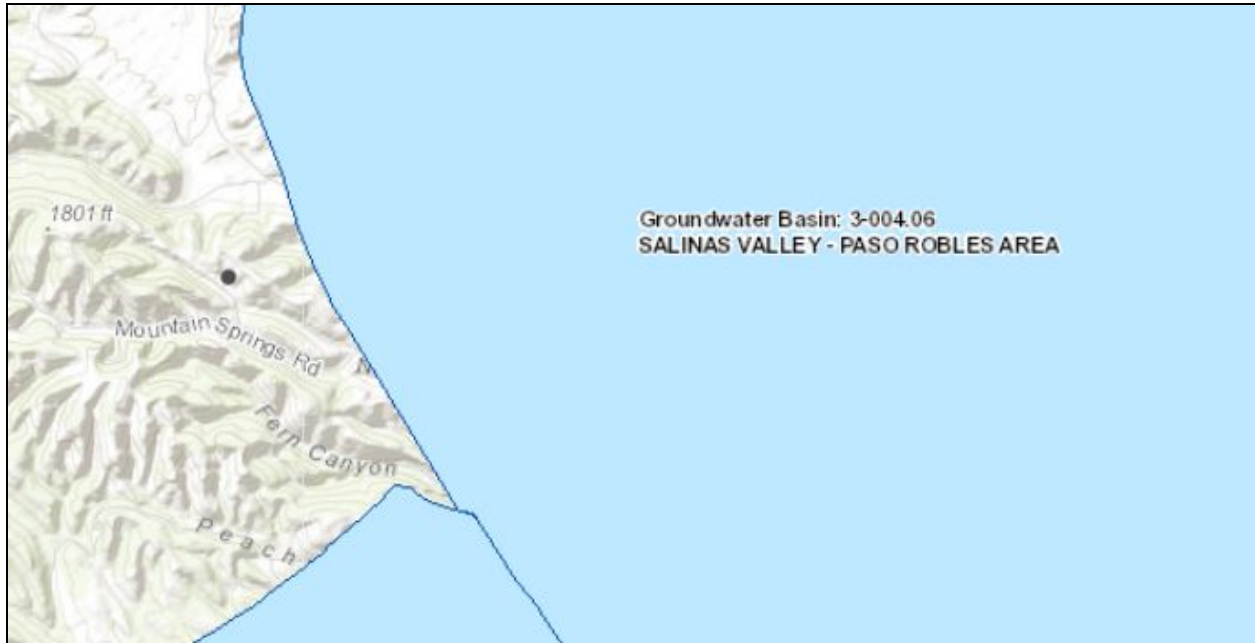 1801 ft
Groundwater Basin: 3-004.06
SALINAS VALLEY - PASO ROBLES AREA
Mountain Springs Rd
N
Fern Canyon
Peach